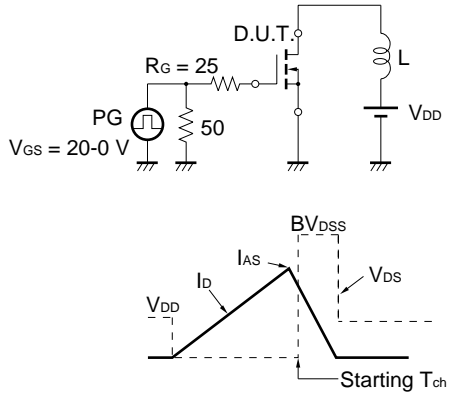 D.U.T.
RG = 25
L
PG
50
VDD
VGS = 20-0 V
BVDSS
IAS
ID
VDS
VDD
Starting Tch